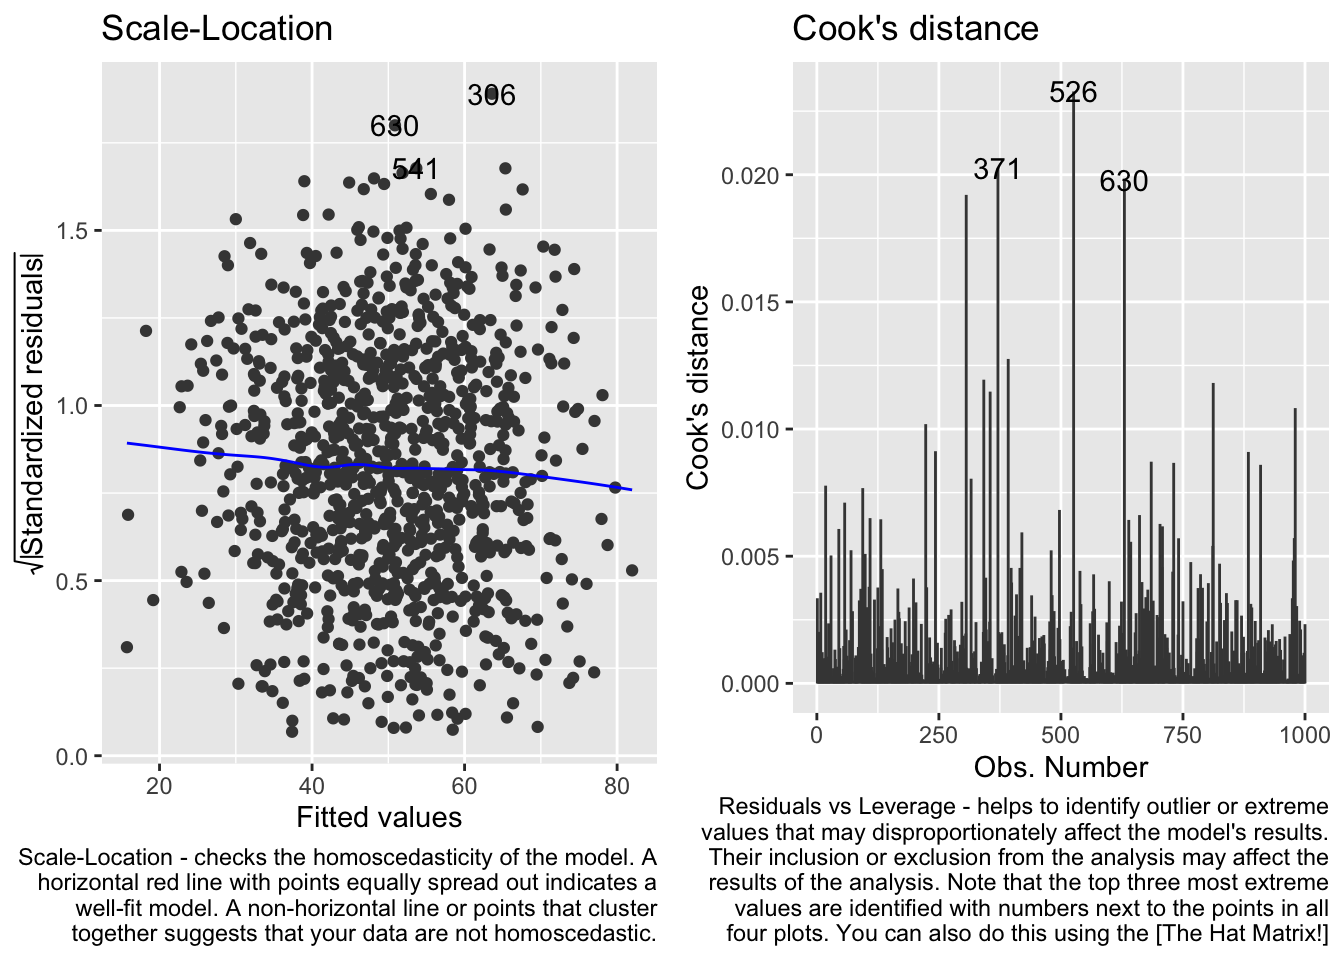 Scale-Location
306
630
541
1.5
1.0
0.5
0.0
√|Standardized residuals|
20 40 60 80
Fitted values
Scale-Location - checks the homoscedasticity of the model. A
horizontal red line with points equally spread out indicates a
well-fit model. A non-horizontal line or points that cluster
together suggests that your data are not homoscedastic.
Cook's distance
526
371
630
0.020
0.015
0.010
0.005
0.000
Cook's distance
0 250 500 750 1000
Obs. Number
Residuals vs Leverage - helps to identify outlier or extreme
values that may disproportionately affect the model's results.
Their inclusion or exclusion from the analysis may affect the
results of the analysis. Note that the top three most extreme
values are identified with numbers next to the points in all
four plots. You can also do this using the [The Hat Matrix!]